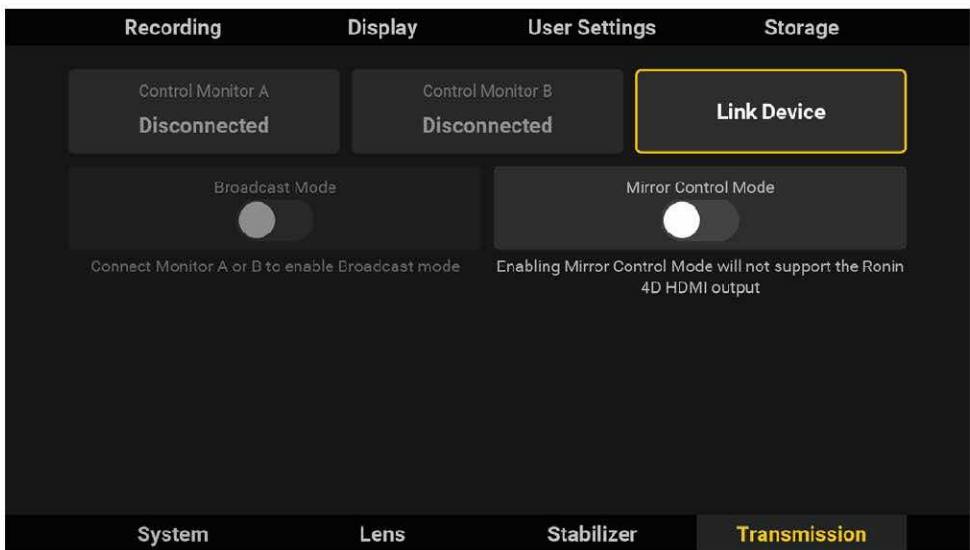 Recording Display User Settings Storage
Control Monitor A
Disconnected
Control Monitor B
Disconnected
Link Device
Broadcast Mode
Connect Monitor A or B to enable Broadcast mode
Mirror Control Mode
Enabling Mirror Control Mode will not support the Ronin
4D HDMI output
System Lens Stabilizer Transmission